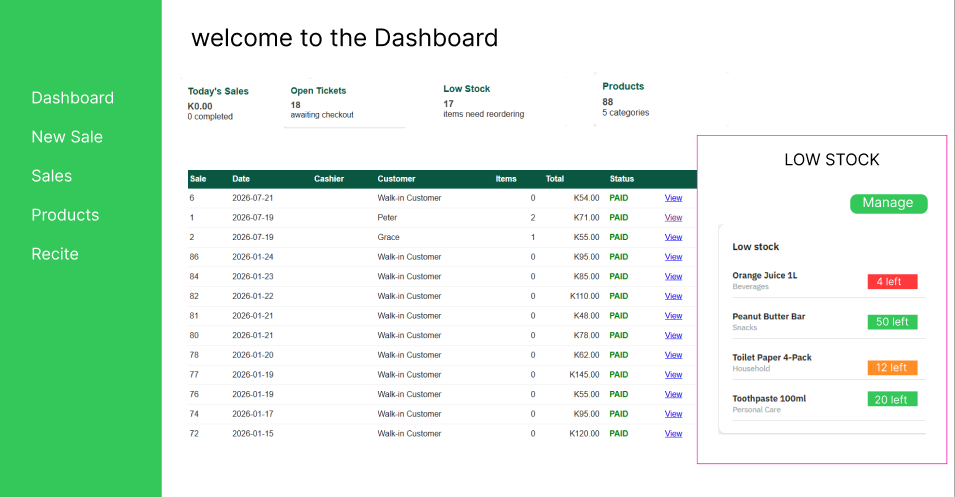 welcome to the Dashboard
Dashboard
New Sale
Sales
Products
Recite
Today's Sales
K0.00
0 completed
Open Tickets
18
awaiting checkout
Low Stock
17
items need reordering
Products
88
5 categories
Sale Date Cashier Customer Items Total Status
6 2026-07-21 Walk-in Customer 0 K54.00 PAID View
1 2026-07-19 Peter 2 K71.00 PAID View
2 2026-07-19 Grace 1 K55.00 PAID View
86 2026-01-24 Walk-in Customer 0 K95.00 PAID View
84 2026-01-23 Walk-in Customer 0 K85.00 PAID View
82 2026-01-22 Walk-in Customer 0 K110.00 PAID View
81 2026-01-21 Walk-in Customer 0 K48.00 PAID View
80 2026-01-21 Walk-in Customer 0 K78.00 PAID View
78 2026-01-20 Walk-in Customer 0 K62.00 PAID View
77 2026-01-19 Walk-in Customer 0 K145.00 PAID View
76 2026-01-19 Walk-in Customer 0 K55.00 PAID View
74 2026-01-17 Walk-in Customer 0 K95.00 PAID View
72 2026-01-15 Walk-in Customer 0 K120.00 PAID View
LOW STOCK
Manage
Low stock
Orange Juice 1L
Beverages
4 left
Peanut Butter Bar
Snacks
50 left
Toilet Paper 4-Pack
Household
12 left
Toothpaste 100ml
Personal Care
20 left